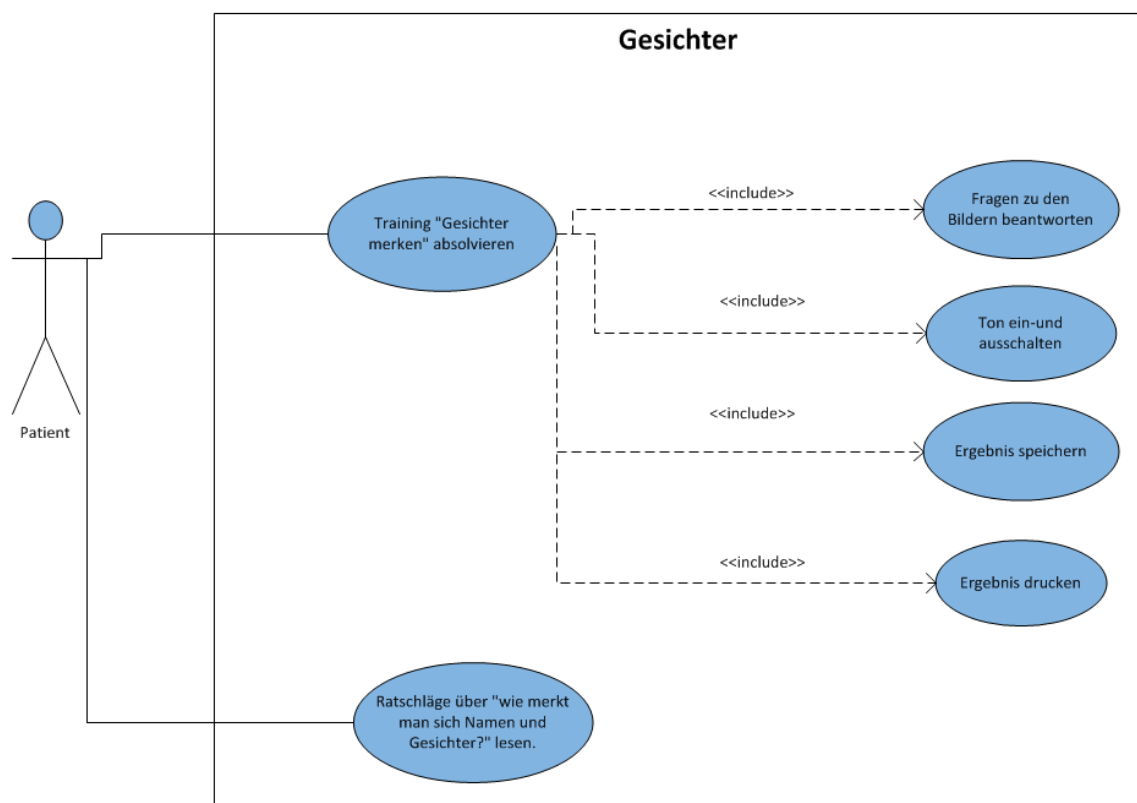 Gesichter
<<include>>
Fragen zu den
Bildern beantworten
Training "Gesichter
merken" absolvieren
<<include>>
Ton ein-und
ausschalten
Patient
<<include>>
Ergebnis speichern
<<include>>
Ergebnis drucken
Ratschläge über "wie merkt
man sich Namen und
Gesichter?" lesen.